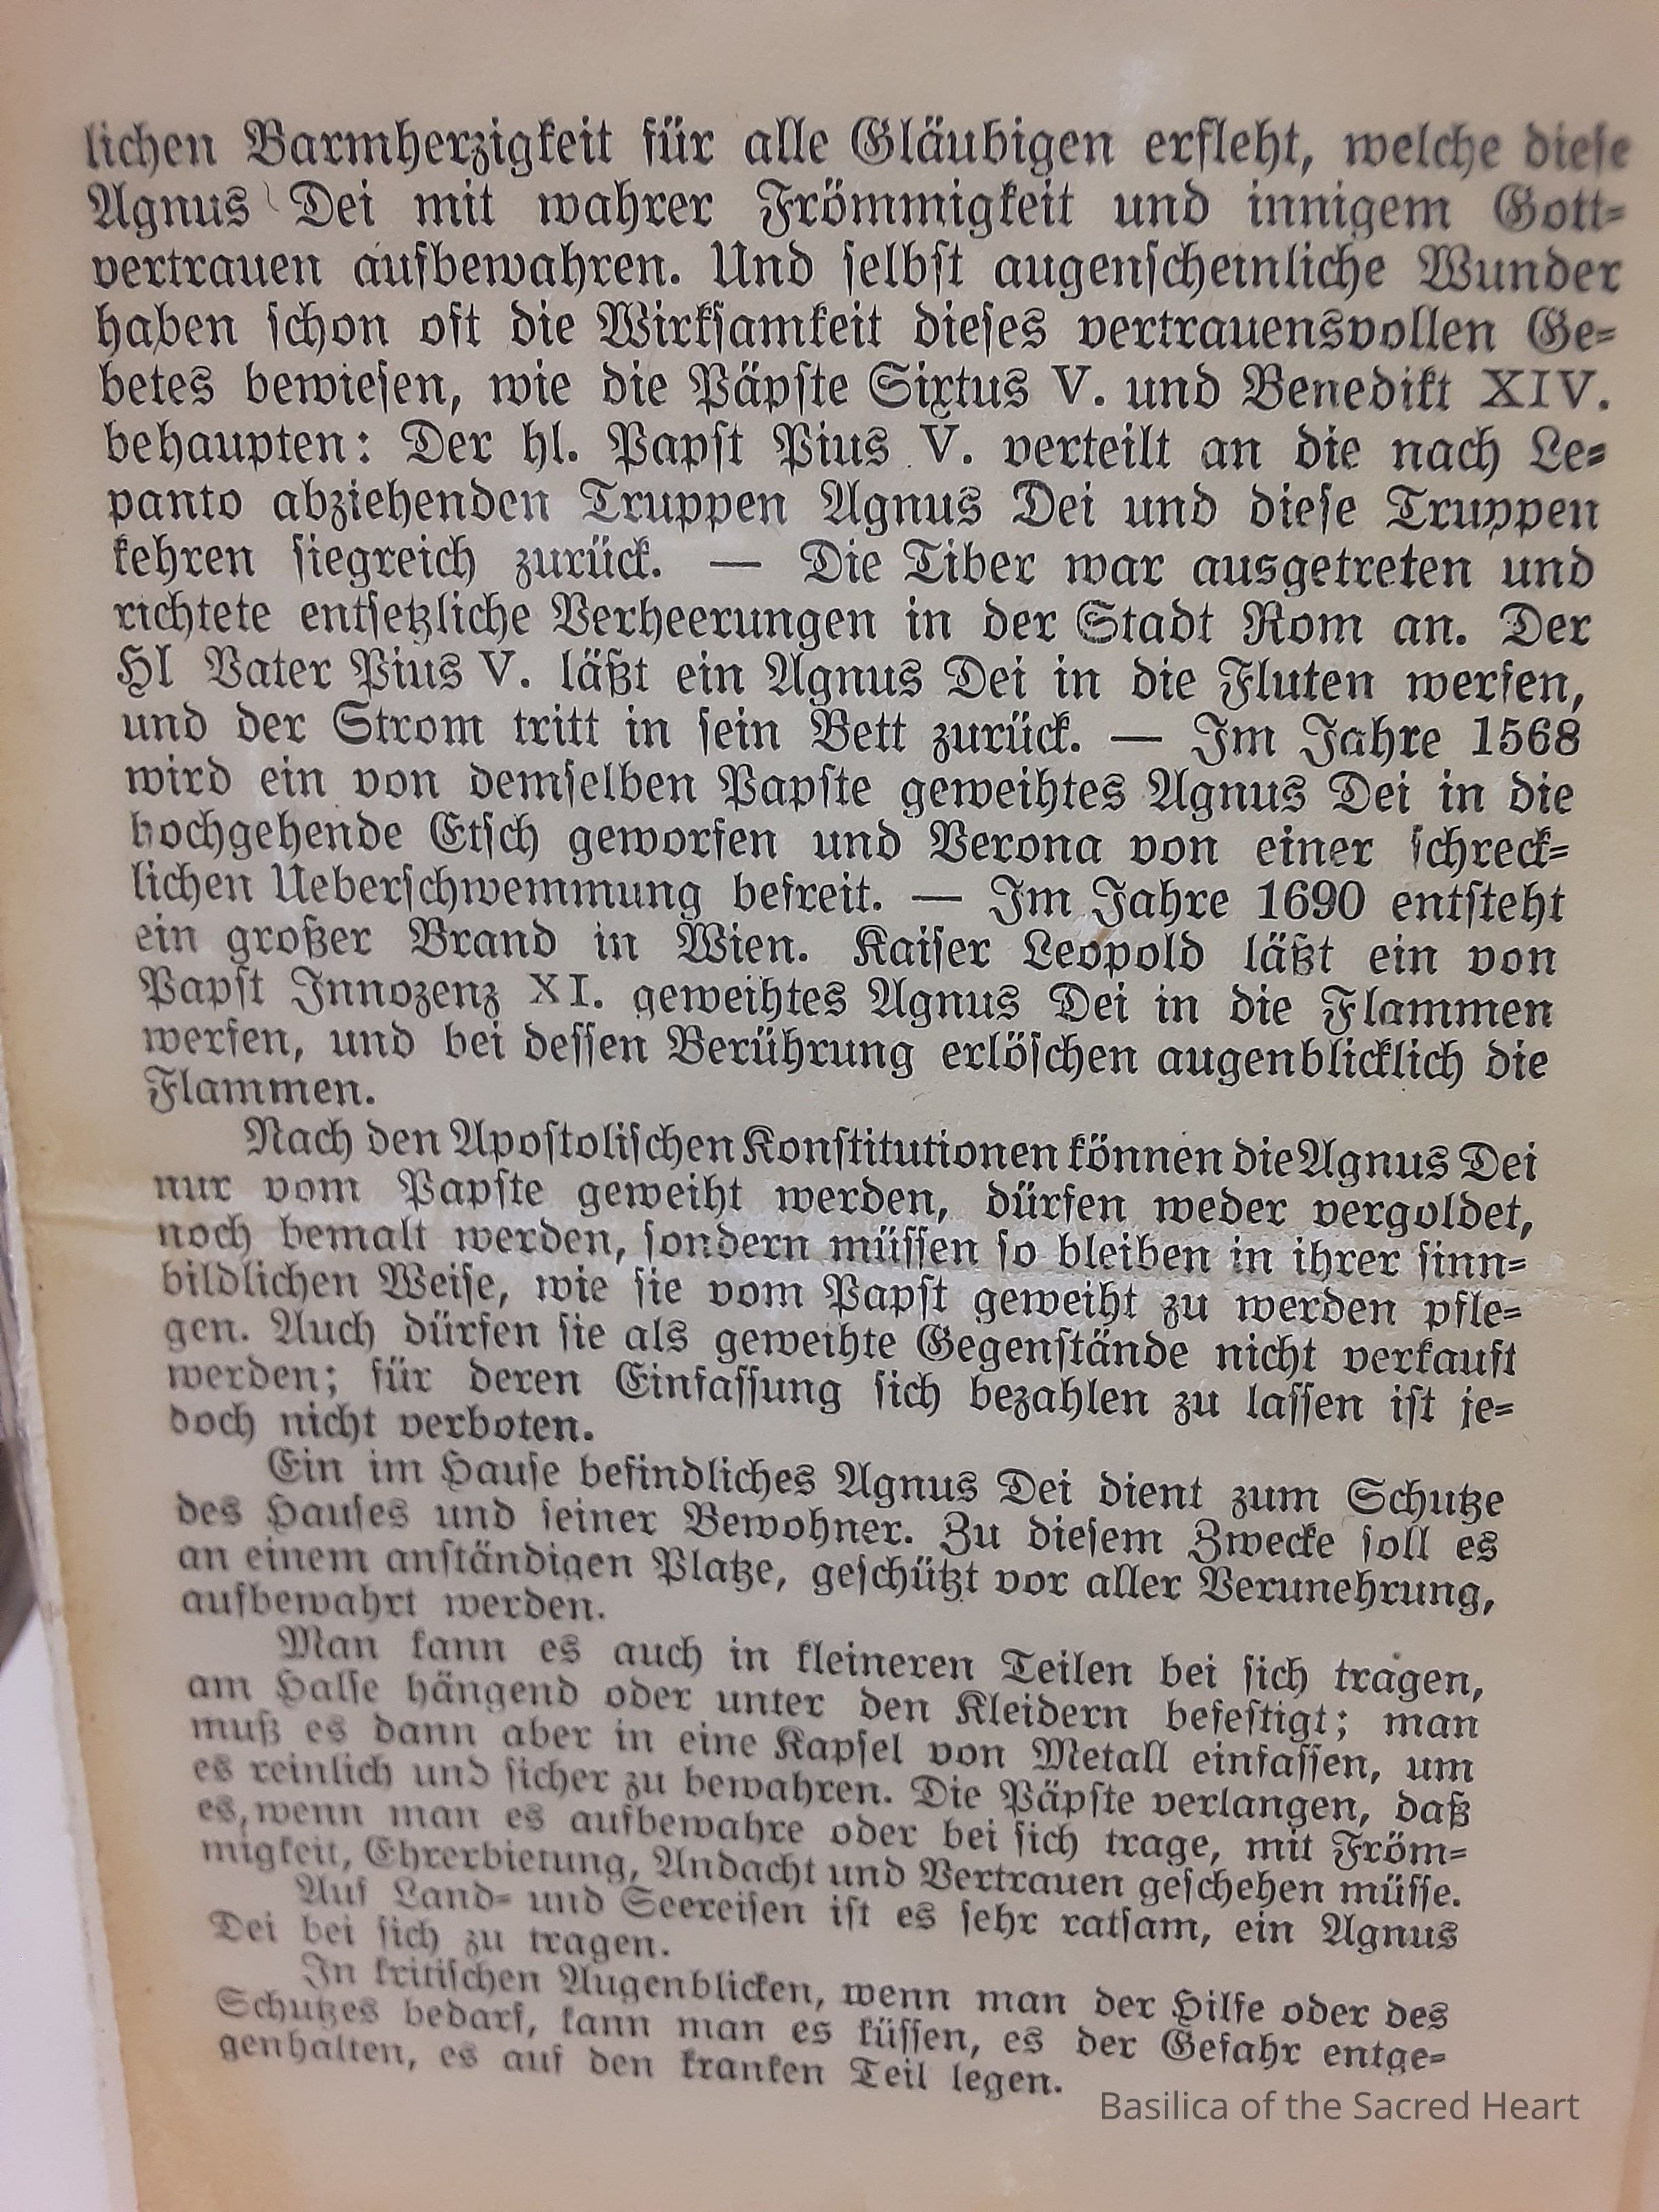 lichen Barmherzigkeit für alle Gläubigen erfleht, welche diese
Agnus Dei mit wahrer Frömmigkeit und innigem Gott-
vertrauen aufbewahren. Und selbst augenscheinliche Wunder
haben schon oft die Wirksamkeit dieses vertrauensvollen Ge-
betes bewiesen, wie die Päpste Sixtus V. und Benedikt XIV.
behaupten: Der hl. Papst Pius V. verteilt an die nach Le-
panto abziehenden Truppen Agnus Dei und diese Truppen
kehren siegreich zurück. — Die Tiber war ausgetreten und
richtete entsetzliche Verheerungen in der Stadt Rom an. Der
Hl Vater Pius V. läßt ein Agnus Dei in die Fluten werfen,
und der Strom tritt in sein Bett zurück. — Im Jahre 1568
wird ein von demselben Papste geweihtes Agnus Dei in die
hochgehende Etsch geworfen und Verona von einer schreck-
lichen Ueberschwemmung befreit. — Im Jahre 1690 entsteht
ein großer Brand in Wien. Kaiser Leopold läßt ein von
Papst Innozenz XI. geweihtes Agnus Dei in die Flammen
werfen, und bei dessen Berührung erlöschen augenblicklich die
Flammen.
Nach den Apostolischen Konstitutionen können die Agnus Dei
nur vom Papste geweiht werden, dürfen weder vergoldet,
noch bemalt werden, sondern müssen so bleiben in ihrer sinn-
bildlichen Weise, wie sie vom Papst geweiht zu werden pfle-
gen. Auch dürfen sie als geweihte Gegenstände nicht verkauft
werden; für deren Einfassung sich bezahlen zu lassen ist je-
doch nicht verboten.
Ein im Hause befindliches Agnus Dei dient zum Schutze
des Hauses und seiner Bewohner. Zu diesem Zwecke soll es
an einem anständigen Platze, geschützt vor aller Verunehrung,
aufbewahrt werden.
Man kann es auch in kleineren Teilen bei sich tragen,
am Halse hängend oder unter den Kleidern befestigt; man
muß es dann aber in eine Kapsel von Metall einfassen, um
es reinlich und sicher zu bewahren. Die Päpste verlangen, daß
es, wenn man es aufbewahre oder bei sich trage, mit Fröm-
migkeit, Ehrerbietung, Andacht und Vertrauen geschehen müsse.
Auf Land- und Seereisen ist es sehr ratsam, ein Agnus
Dei bei sich zu tragen.
In kritischen Augenblicken, wenn man der Hilfe oder des
Schutzes bedarf, kann man es küssen, es der Gefahr entge-
genhalten, es auf den kranken Teil legen.
Basilica of the Sacred Heart